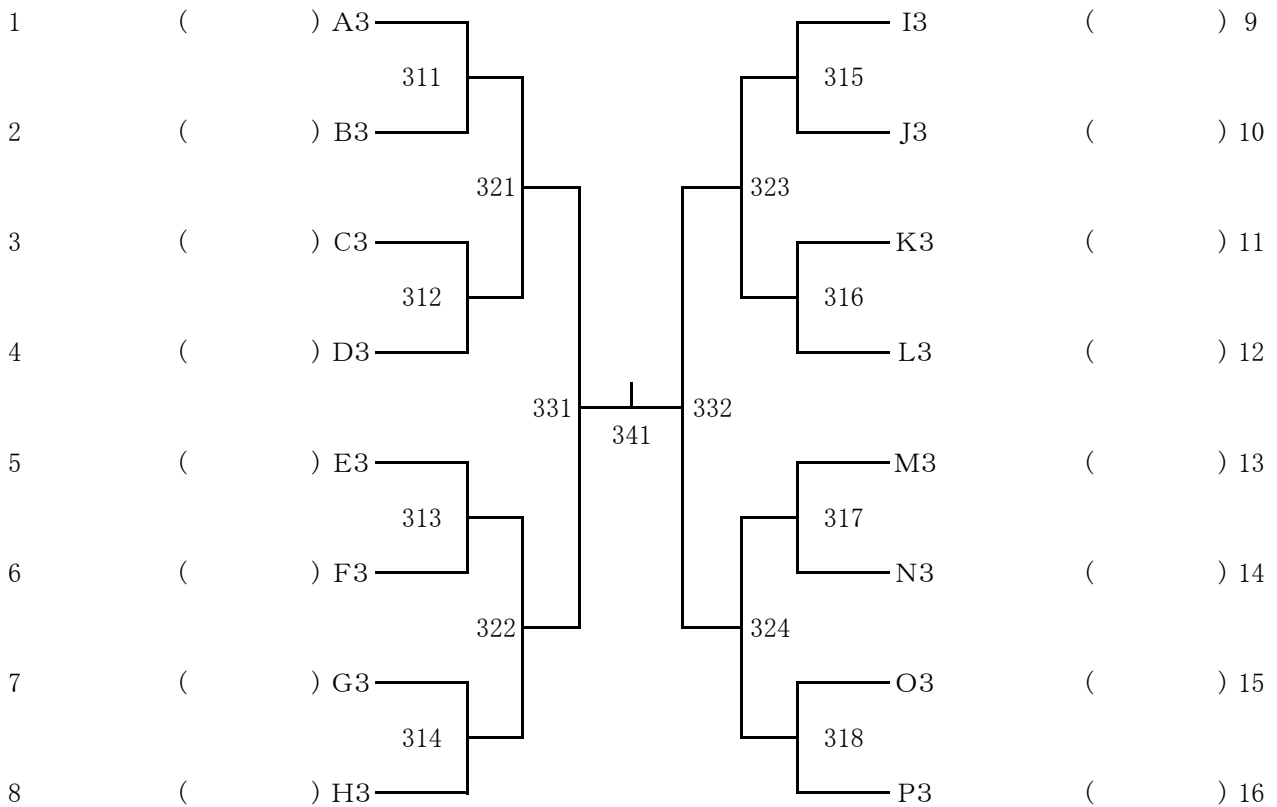 1 ( ) A3 I3 ( ) 9
311 315
2 ( ) B3 J3 ( ) 10
321 323
3 ( ) C3 K3 ( ) 11
312 316
4 ( ) D3 L3 ( ) 12
331 332
341
5 ( ) E3 M3 ( ) 13
313 317
6 ( ) F3 N3 ( ) 14
322 324
7 ( ) G3 O3 ( ) 15
314 318
8 ( ) H3 P3 ( ) 16